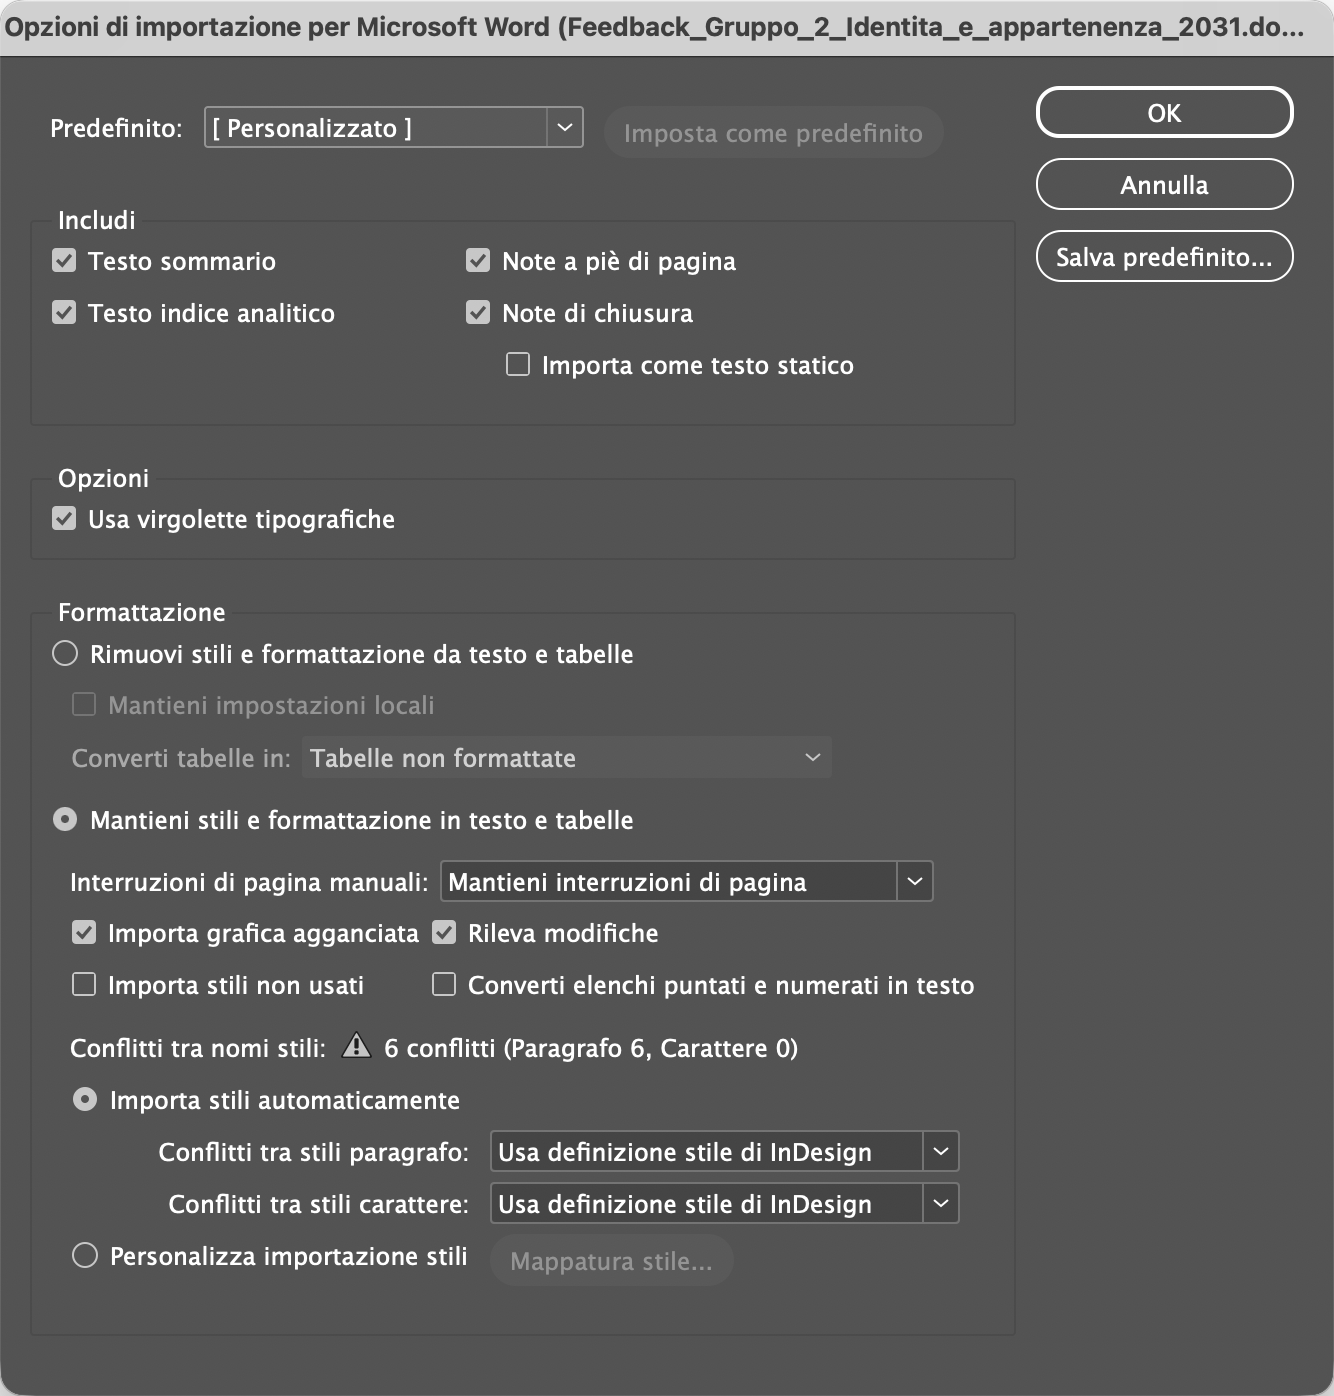 Opzioni di importazione per Microsoft Word (Feedback_Gruppo_2_Identita_e_appartenenza_2031.do...
Predefinito: [ Personalizzato ] Imposta come predefinito
OK
Annulla
Salva predefinito...
Includi
Testo sommario Note a piè di pagina
Testo indice analitico Note di chiusura
Importa come testo statico
Opzioni
Usa virgolette tipografiche
Formattazione
Rimuovi stili e formattazione da testo e tabelle
Mantieni impostazioni locali
Converti tabelle in: Tabelle non formattate
Mantieni stili e formattazione in testo e tabelle
Interruzioni di pagina manuali: Mantieni interruzioni di pagina
Importa grafica agganciata Rileva modifiche
Importa stili non usati Converti elenchi puntati e numerati in testo
Conflitti tra nomi stili: 6 conflitti (Paragrafo 6, Carattere 0)
Importa stili automaticamente
Conflitti tra stili paragrafo: Usa definizione stile di InDesign
Conflitti tra stili carattere: Usa definizione stile di InDesign
Personalizza importazione stili Mappatura stile...